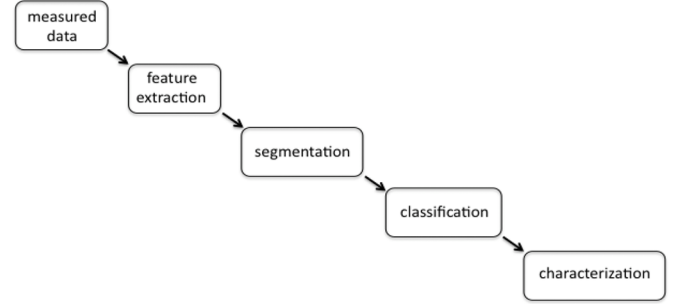 measured
data
feature
extraction
segmentation
classification
characterization